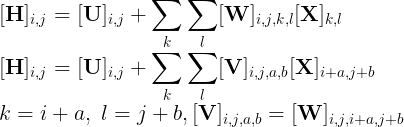 [𝐇]_{i,j} = [𝐔]_{i,j} + ∑_k ∑_l [𝐖]_{i,j,k,l} [𝐗]_{k,l}
[𝐇]_{i,j} = [𝐔]_{i,j} + ∑_k ∑_l [𝐕]_{i,j,a,b} [𝐗]_{i+a,j+b}
k = i + a, l = j + b, [𝐕]_{i,j,a,b} = [𝐖]_{i,j,i+a,j+b}